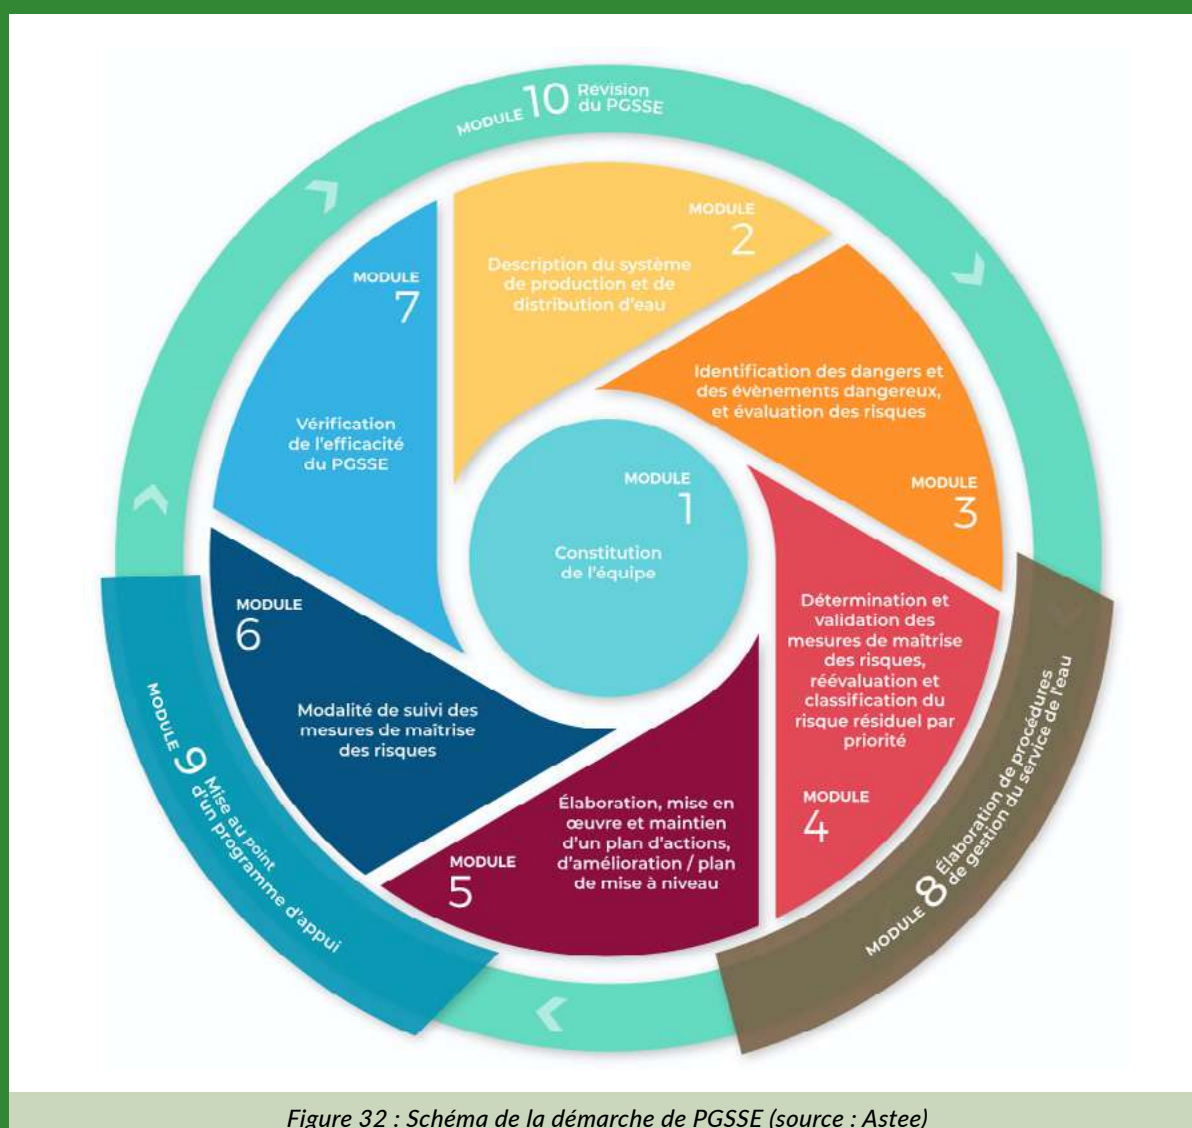 MODULE 10 Révision
du PGSSE
MODULE
2
Description du système
de production et de
distribution d'eau
MODULE
7
Vérification
de l'efficacité
du PGSSE
Identification des dangers et
des évènements dangereux,
et évaluation des risques
MODULE
3
MODULE
1
Constitution
de l'équipe
Détermination et
validation des
mesures de maîtrise
des risques,
réévaluation et
classification du
risque résiduel par
priorité
MODULE
4
MODULE
6
Modalité de suivi des
mesures de maîtrise
des risques
Élaboration, mise en
œuvre et maintien
d'un plan d'actions,
d'amélioration / plan
de mise à niveau
MODULE
5
MODULE 8 Élaboration de procédures
de gestion du service de l'eau
MODULE 9 Mise au point
d'un programme d'appui
Figure 32 : Schéma de la démarche de PGSSE (source : Astee)